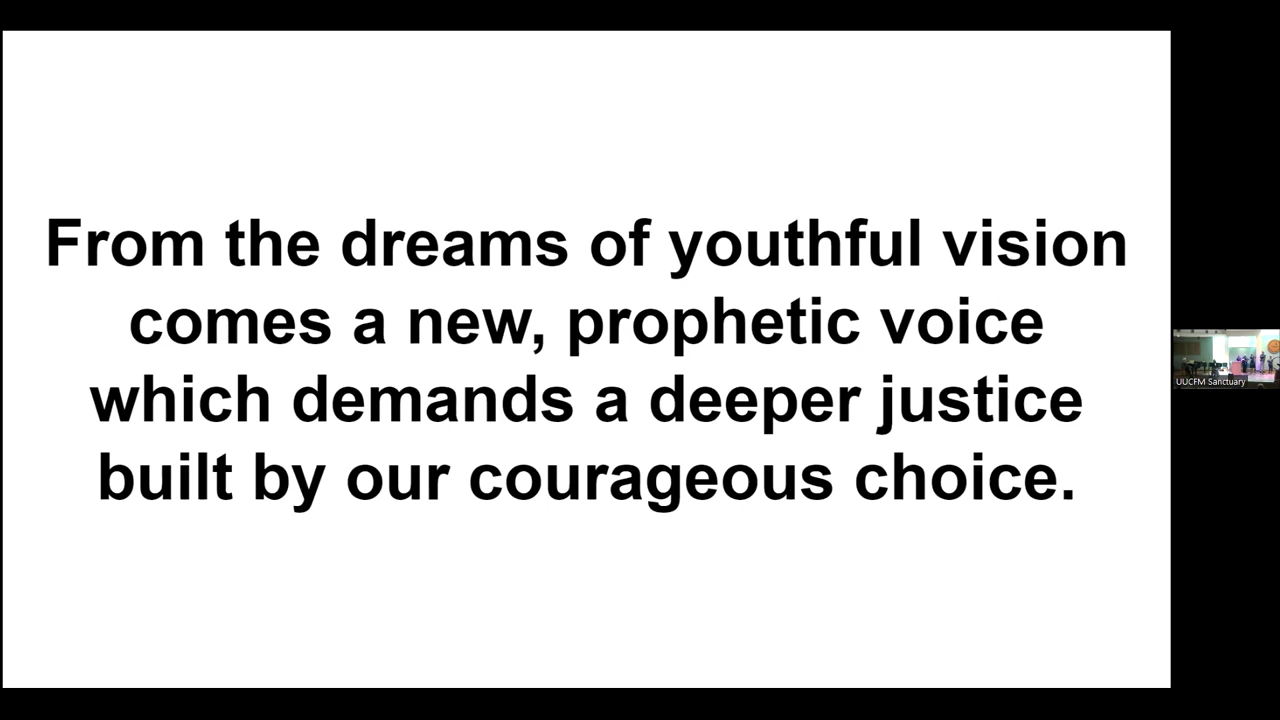 From the dreams of youthful vision
comes a new, prophetic voice
which demands a deeper justice
built by our courageous choice.
UUCFM Sanctuary